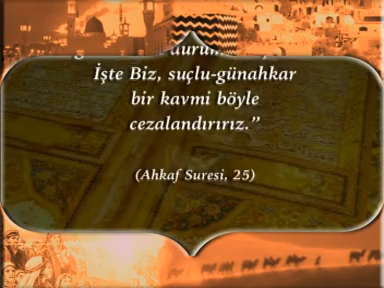 İşte Biz, suçlu-günahkar
bir kavmi böyle
cezalandırırız.”
(Ahkaf Suresi, 25)